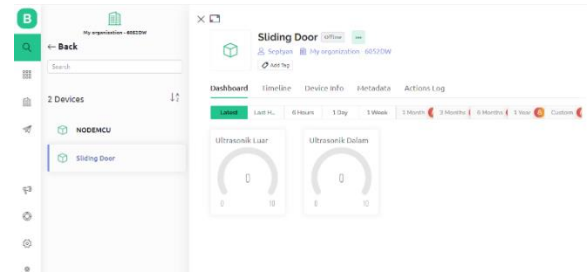 B
My organization - 6052DW
← Back
Search
2 Devices
NODEMCU
Sliding Door
Sliding Door Offline ...
Septyan My organization - 6052DW
Add Tag
Dashboard Timeline Device Info Metadata Actions Log
Latest Last H... 6 Hours 1 Day 1 Week 1 Month 3 Months 6 Months 1 Year Custom
Ultrasonik Luar Ultrasonik Dalam
0 0
0 10 0 10